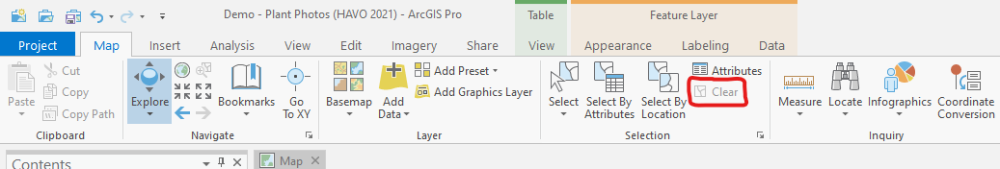 Demo - Plant Photos (HAVO 2021) - ArcGIS Pro
Table
Feature Layer
Project
Map
Insert
Analysis
View
Edit
Imagery
Share
View
Appearance
Labeling
Data
Paste
Cut
Copy
Copy Path
Clipboard
Explore
Bookmarks
Go
To XY
Navigate
Basemap
Add
Data
Add Preset
Add Graphics Layer
Layer
Select
Select By
Attributes
Select By
Location
Attributes
Clear
Selection
Measure
Locate
Infographics
Coordinate
Conversion
Inquiry
Contents
Map